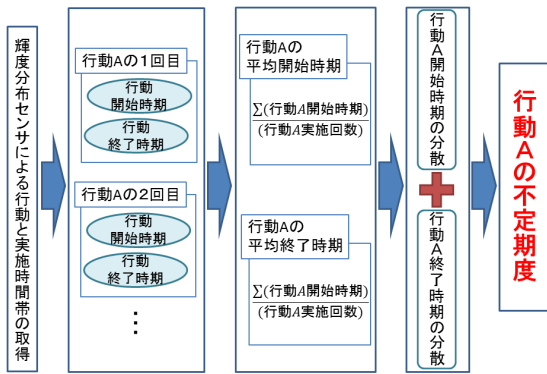 輝度分布センサによる行動と実施時間帯の取得
行動Aの1回目
行動
開始時期
行動
終了時期
行動Aの2回目
行動
開始時期
行動
終了時期
⋮
行動Aの
平均開始時期
∑(行動A開始時期)
(行動A実施回数)
行動Aの
平均終了時期
∑(行動A開始時期)
(行動A実施回数)
行動A開始時期の分散
行動A終了時期の分散
行動Aの不定期度